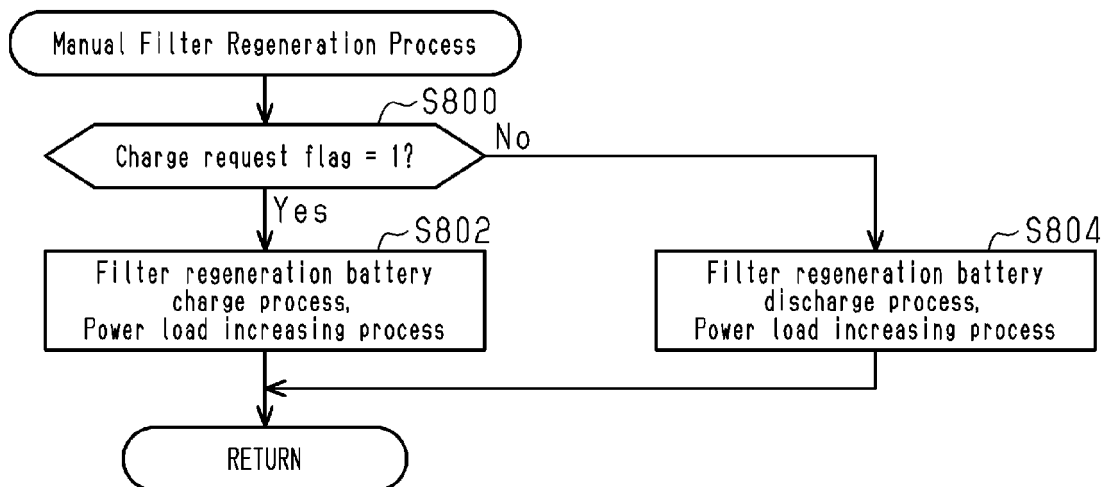 Manual Filter Regeneration Process
S800
Charge request flag = 1?
No
Yes
S802
Filter regeneration battery
charge process,
Power load increasing process
S804
Filter regeneration battery
discharge process,
Power load increasing process
RETURN